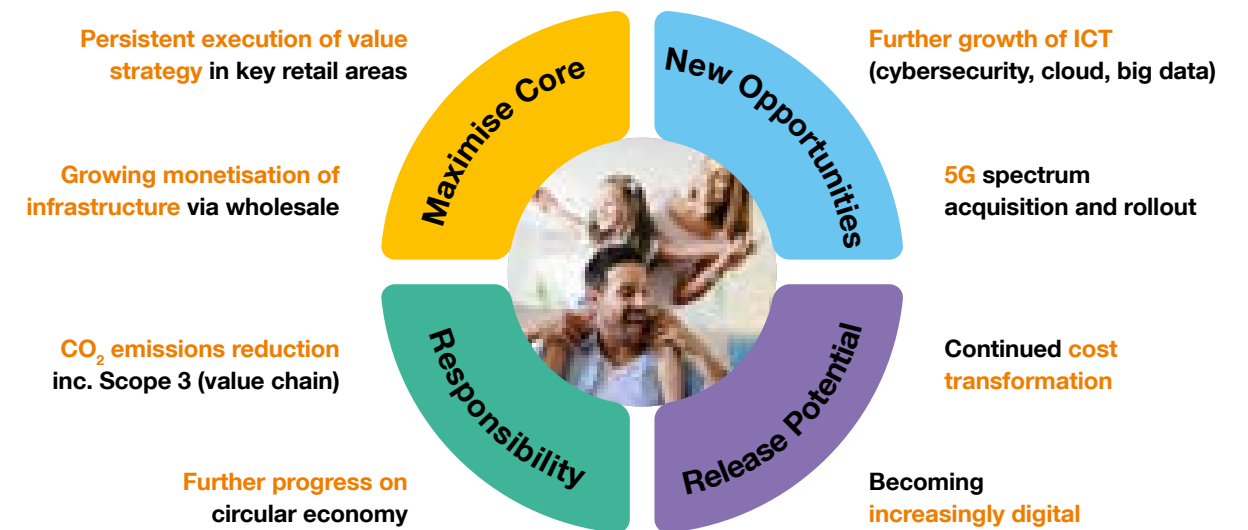 Persistent execution of value
strategy in key retail areas
Growing monetisation of
infrastructure via wholesale
Maximise Core
New Opportunities
Further growth of ICT
(cybersecurity, cloud, big data)
5G spectrum
acquisition and rollout
CO₂ emissions reduction
inc. Scope 3 (value chain)
Further progress on
circular economy
Responsibility
Release Potential
Continued cost
transformation
Becoming
increasingly digital